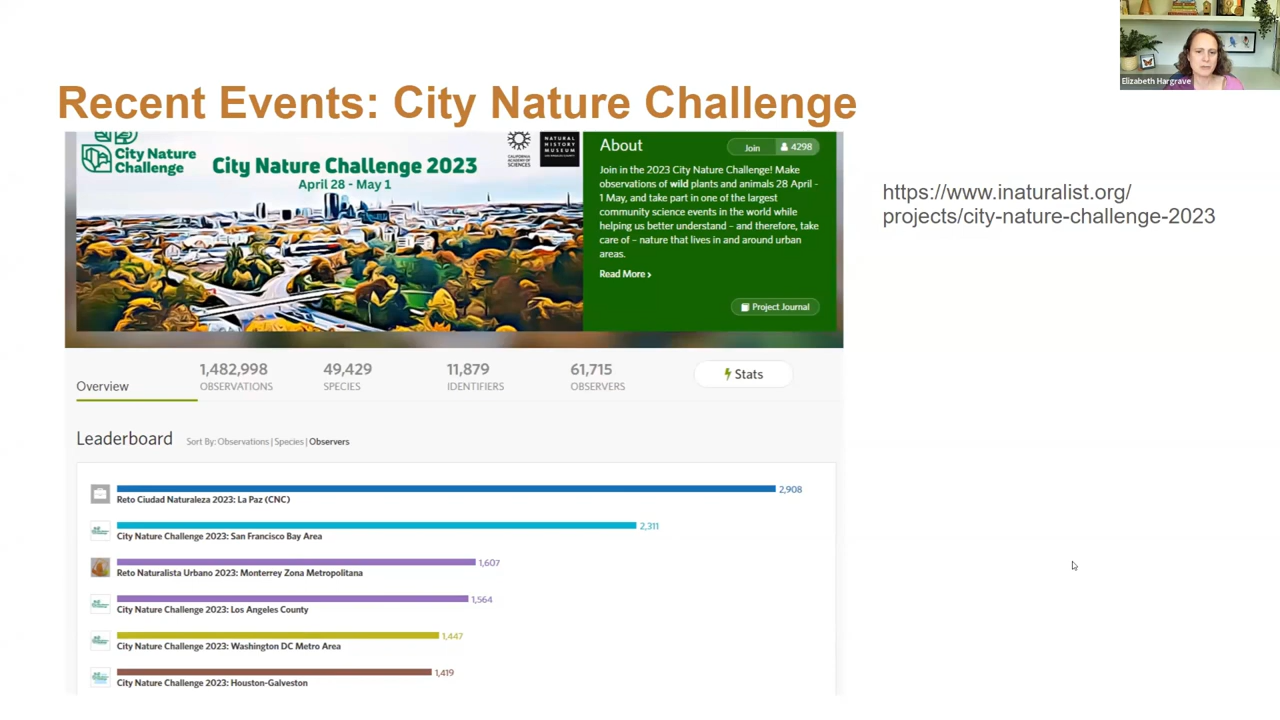 Elizabeth Hargrave
Recent Events: City Nature Challenge
City Nature
Challenge
City Nature Challenge 2023
April 28 - May 1
CALIFORNIA
ACADEMY OF
SCIENCES
NATURAL
HISTORY
MUSEUM
About
Join 4298
Join in the 2023 City Nature Challenge! Make
observations of wild plants and animals 28 April -
1 May, and take part in one of the largest
community science events in the world while
helping us better understand – and therefore, take
care of – nature that lives in and around urban
areas.
Read More ›
Project Journal
https://www.inaturalist.org/
projects/city-nature-challenge-2023
Overview
1,482,998
OBSERVATIONS
49,429
SPECIES
11,879
IDENTIFIERS
61,715
OBSERVERS
Stats
Leaderboard
Sort By: Observations | Species | Observers
2,908
Reto Ciudad Naturaleza 2023: La Paz (CNC)
2,311
City Nature Challenge 2023: San Francisco Bay Area
1,607
Reto Naturalista Urbano 2023: Monterrey Zona Metropolitana
1,564
City Nature Challenge 2023: Los Angeles County
1,447
City Nature Challenge 2023: Washington DC Metro Area
1,419
City Nature Challenge 2023: Houston-Galveston